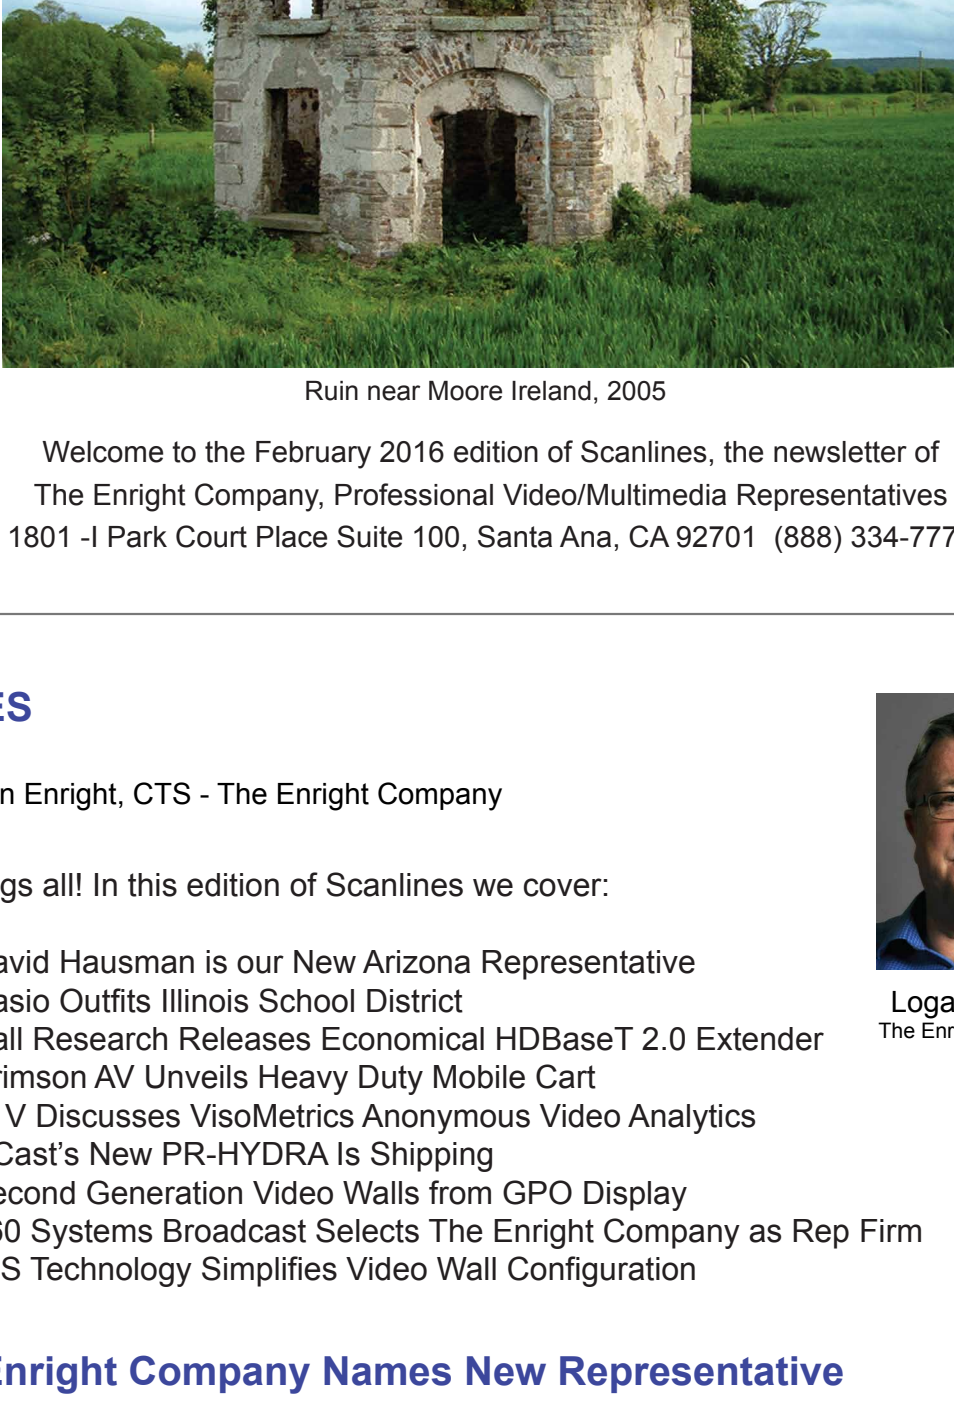 Ruin near Moore Ireland, 2005
Welcome to the February 2016 edition of Scanlines, the newsletter of
The Enright Company, Professional Video/Multimedia Representatives
1801 -I Park Court Place Suite 100, Santa Ana, CA 92701  (888) 334-777
ES
n Enright, CTS - The Enright Company
gs all! In this edition of Scanlines we cover:
avid Hausman is our New Arizona Representative
asio Outfits Illinois School District
all Research Releases Economical HDBaseT 2.0 Extender
rimson AV Unveils Heavy Duty Mobile Cart
V Discusses VisoMetrics Anonymous Video Analytics
Cast’s New PR-HYDRA Is Shipping
econd Generation Video Walls from GPO Display
60 Systems Broadcast Selects The Enright Company as Rep Firm
S Technology Simplifies Video Wall Configuration
Loga
The Enr
Enright Company Names New Representative